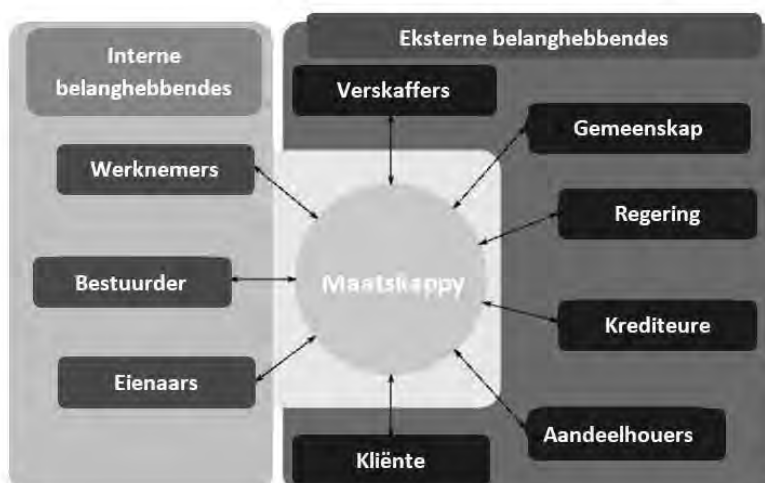 Interne
belanghebbendes
Werknemers
Bestuurder
Eienaars
Eksterne belanghebbendes
Verskaffers
Gemeenskap
Regering
Krediteure
Aandeelhouers
Kliënte
Maatskappy